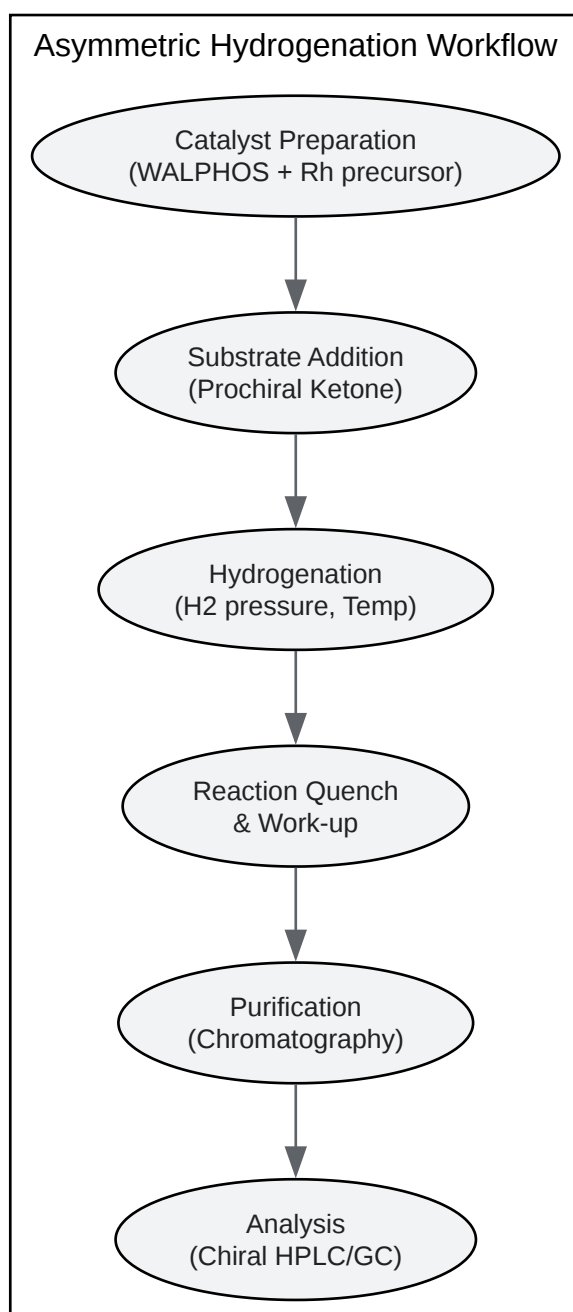 Asymmetric Hydrogenation Workflow
Catalyst Preparation
(WALPHOS + Rh precursor)
Substrate Addition
(Prochiral Ketone)
Hydrogenation
(H2 pressure, Temp)
Reaction Quench
& Work-up
Purification
(Chromatography)
Analysis
(Chiral HPLC/GC)